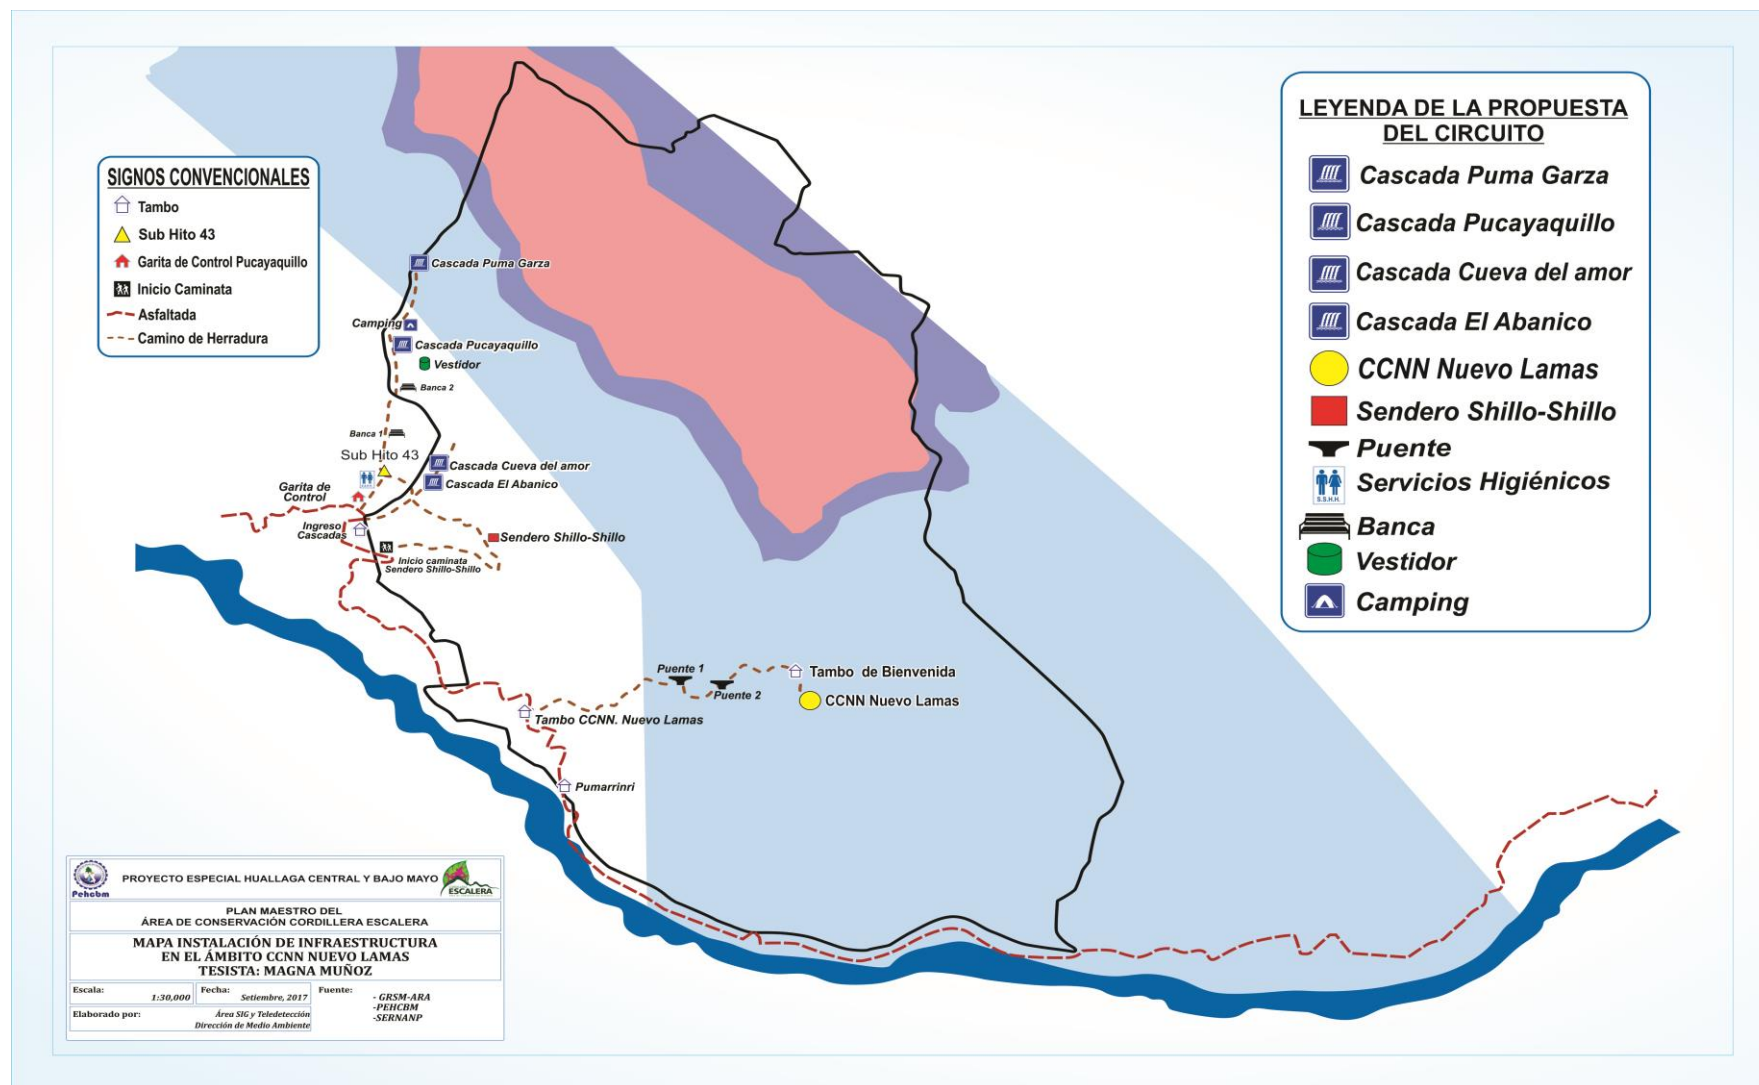 SIGNOS CONVENCIONALES
Tambo
Sub Hito 43
Garita de Control Pucayaquillo
Inicio Caminata
Asfaltada
Camino de Herradura
LEYENDA DE LA PROPUESTA
DEL CIRCUITO
Cascada Puma Garza
Cascada Pucayaquillo
Cascada Cueva del amor
Cascada El Abanico
CCNN Nuevo Lamas
Sendero Shillo-Shillo
Puente
S.S.H.H.
Servicios Higiénicos
Banca
Vestidor
Camping
Cascada Puma Garza
Camping
Cascada Pucayaquillo
Vestidor
Banca 2
Banca 1
Sub Hito 43
Cascada Cueva del amor
Cascada El Abanico
Garita de
Control
Ingreso
Cascadas
Sendero Shillo-Shillo
Inicio caminata
Sendero Shillo-Shillo
Puente 1
Puente 2
Tambo de Bienvenida
CCNN Nuevo Lamas
Tambo CCNN. Nuevo Lamas
Pumarrinri
Pehcbm
PROYECTO ESPECIAL HUALLAGA CENTRAL Y BAJO MAYO
ESCALERA
PLAN MAESTRO DEL
ÁREA DE CONSERVACIÓN CORDILLERA ESCALERA
MAPA INSTALACIÓN DE INFRAESTRUCTURA
EN EL ÁMBITO CCNN NUEVO LAMAS
TESISTA: MAGNA MUÑOZ
Escala:
1:30,000
Fecha:
Setiembre, 2017
Fuente:
- GRSM-ARA
-PEHCBM
-SERNANP
Elaborado por:
Área SIG y Teledetección
Dirección de Medio Ambiente